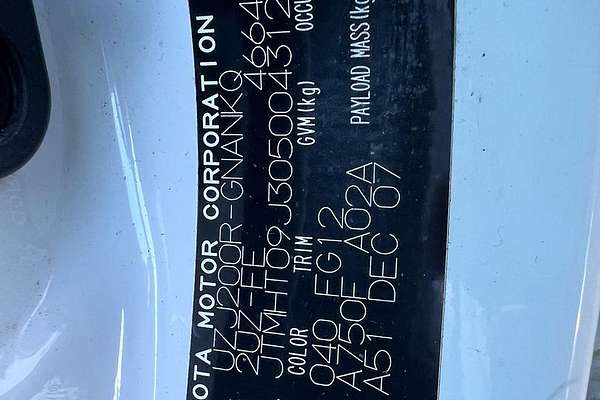 OTA MOTOR CORPORATION
UZJ200R-GNANKQ
2UZ-FE 4664
JTMHT09J305004312
COLOR TRIM GVM(kg) OCCU
040 FG12
A750F A02A PAYLOAD MASS(kg
A51 DEC 07